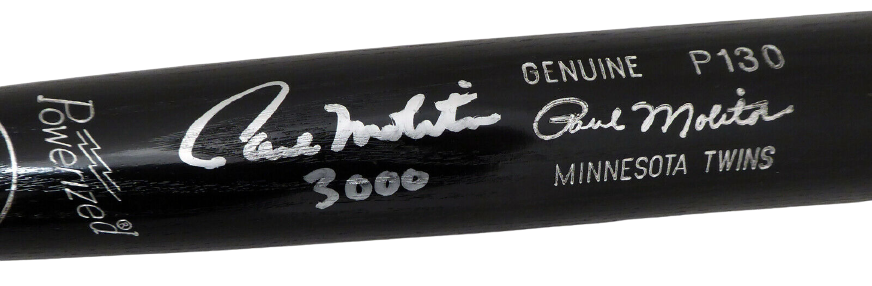 Powerized
®
Paul Molitor
3000
GENUINE P130
Paul Molitor
MINNESOTA TWINS